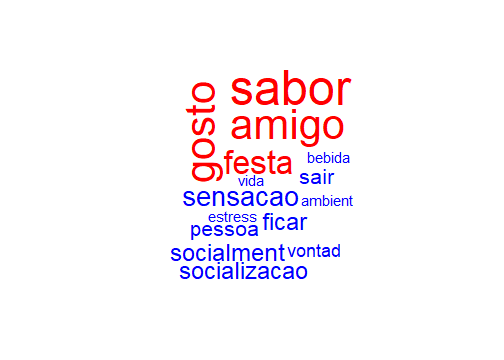 sabor
gosto
amigo
festa
bebida
vida
sair
sensacao
ambient
estress
ficar
pessoa
socialment
vontad
socializacao